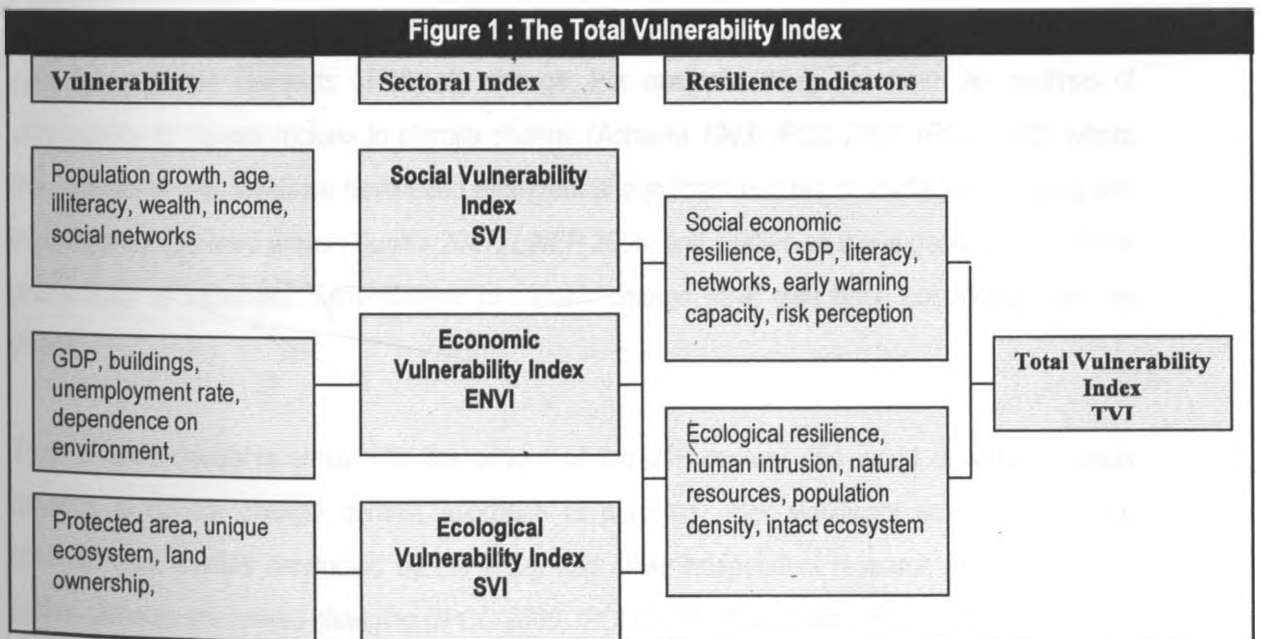 Figure 1 : The Total Vulnerability Index
Vulnerability
Sectoral Index
Resilience Indicators
Population growth, age,
illiteracy, wealth, income,
social networks
GDP, buildings,
unemployment rate,
dependence on
environment,
Protected area, unique
ecosystem, land
ownership,
Social Vulnerability
Index
SVI
Economic
Vulnerability Index
ENVI
Ecological
Vulnerability Index
SVI
Social economic
resilience, GDP, literacy,
networks, early warning
capacity, risk perception
Ecological resilience,
human intrusion, natural
resources, population
density, intact ecosystem
Total Vulnerability
Index
TVI